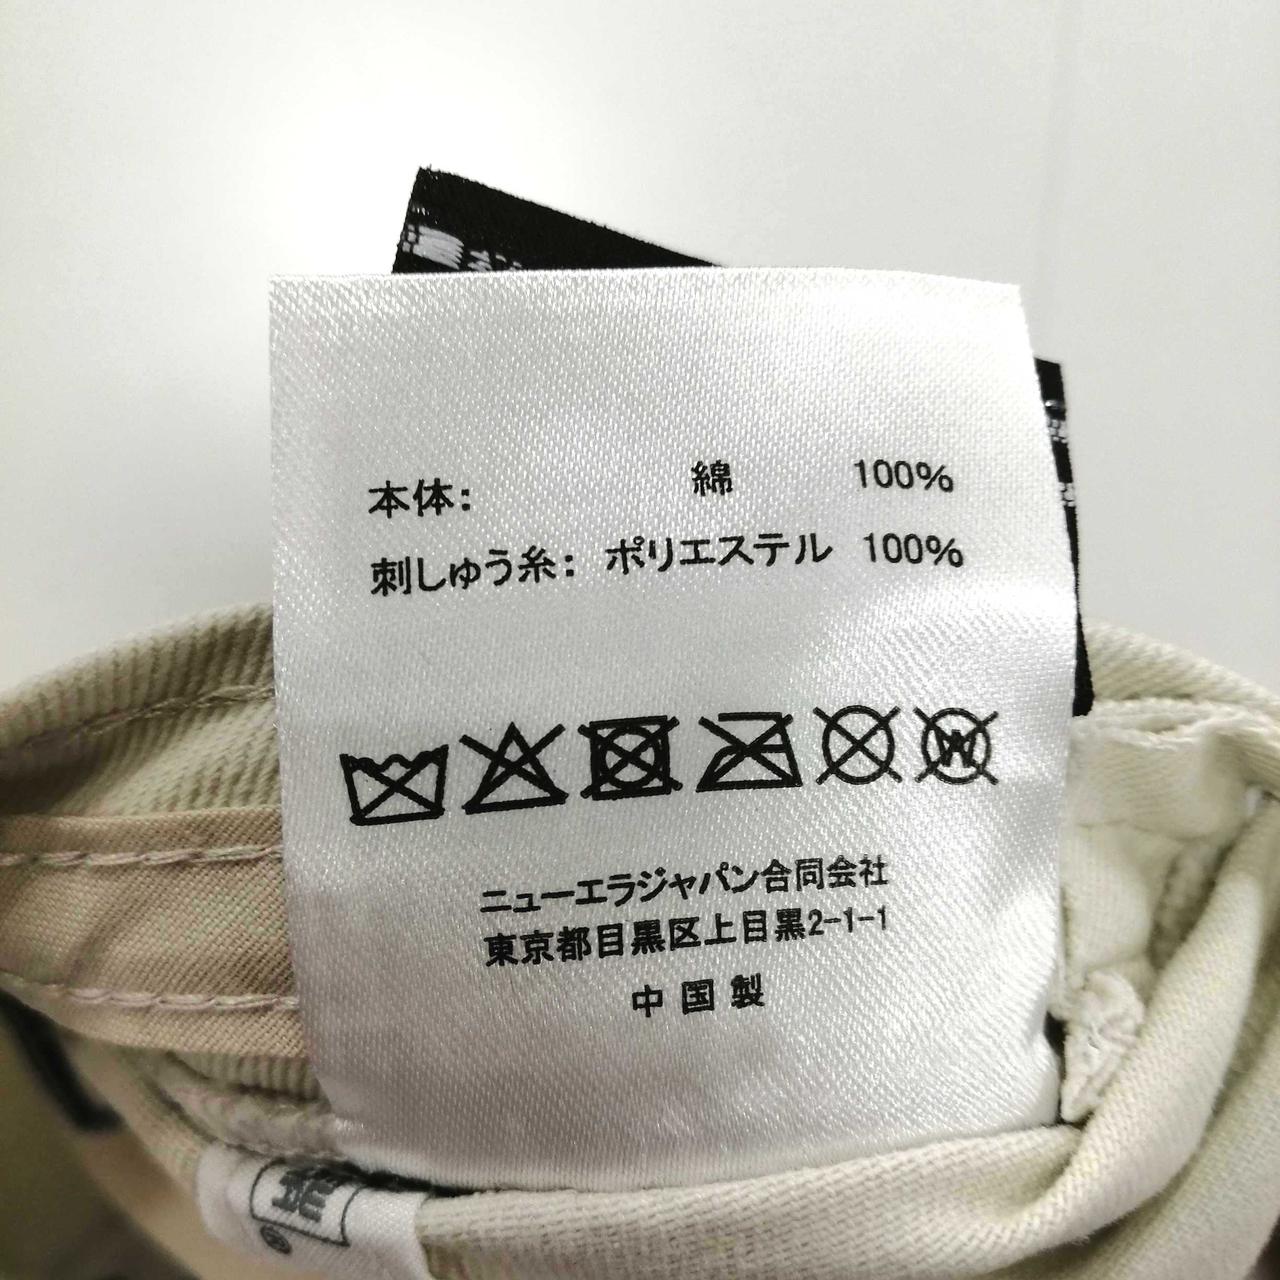 本体: 綿 100%
刺しゅう糸: ポリエステル 100%
W
ニューエラジャパン合同会社
東京都目黒区上目黒2-1-1
中国製
®